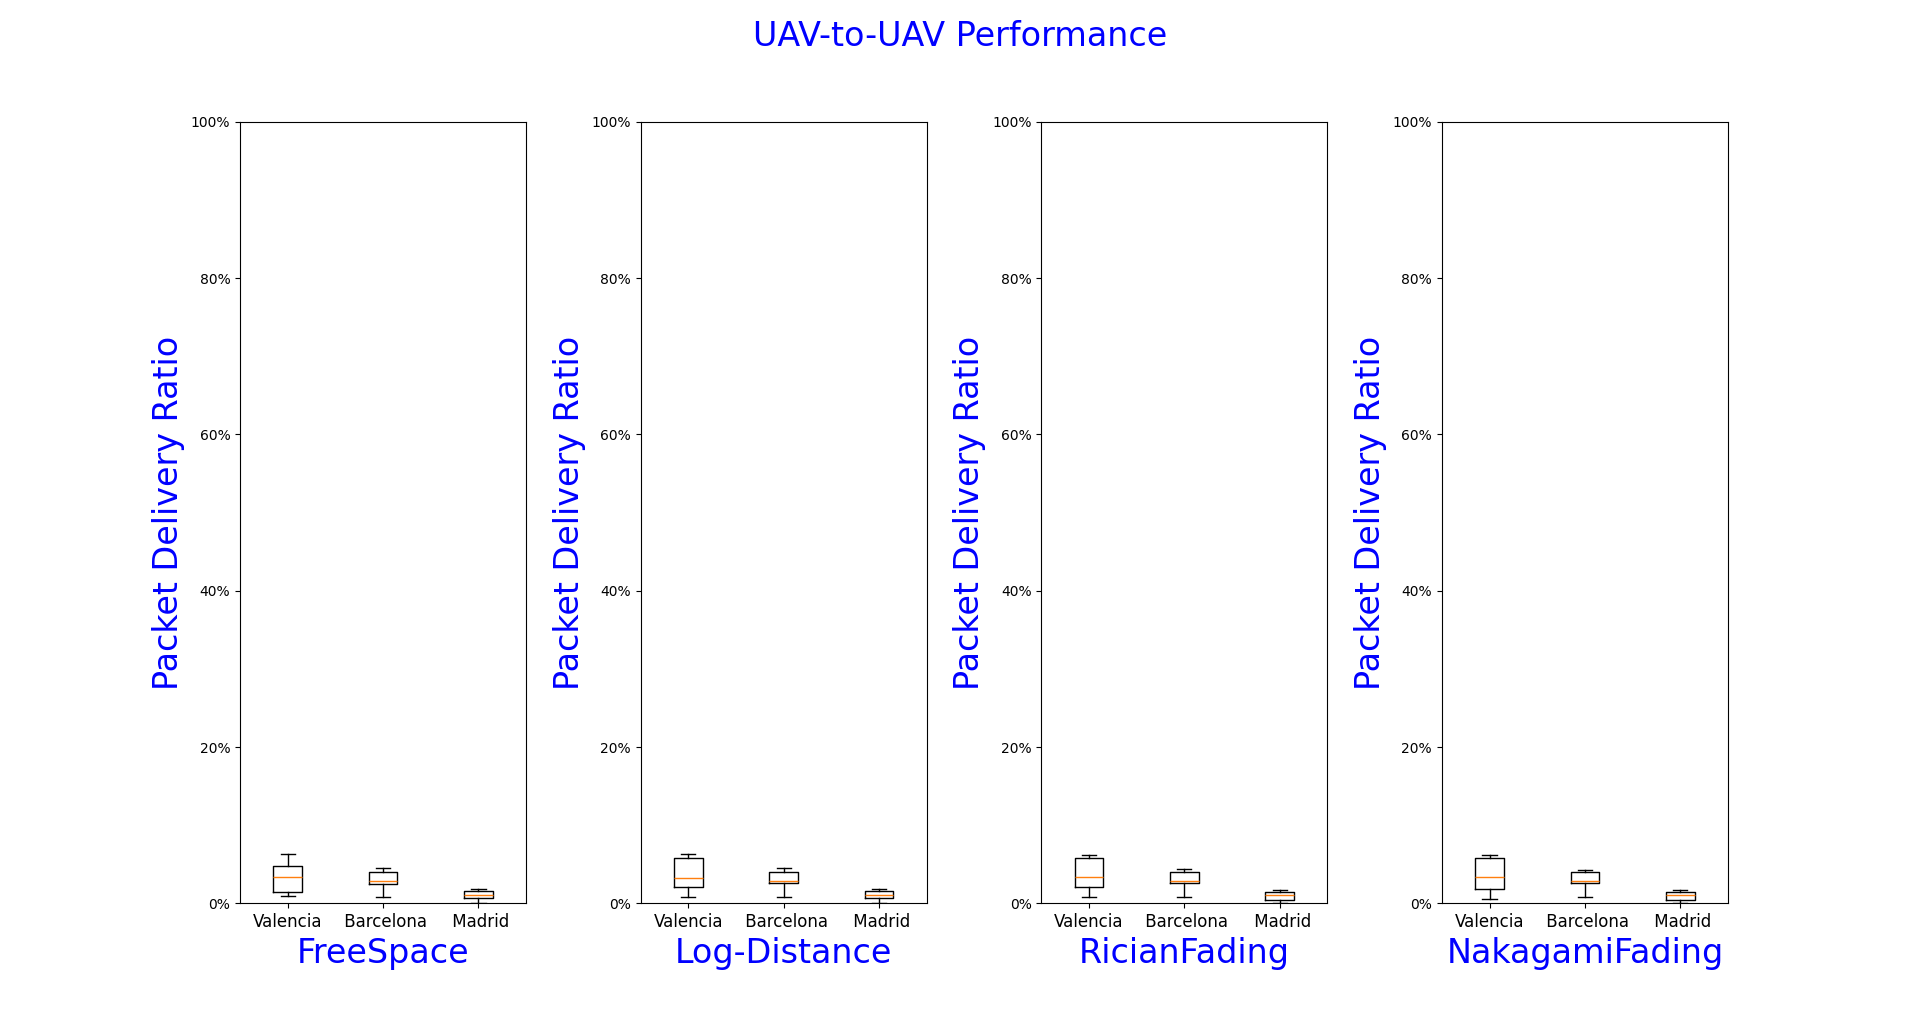 UAV-to-UAV Performance
Packet Delivery Ratio
100%
80%
60%
40%
20%
0%
Valencia Barcelona Madrid
FreeSpace
Packet Delivery Ratio
100%
80%
60%
40%
20%
0%
Valencia Barcelona Madrid
Log-Distance
Packet Delivery Ratio
100%
80%
60%
40%
20%
0%
Valencia Barcelona Madrid
RicianFading
Packet Delivery Ratio
100%
80%
60%
40%
20%
0%
Valencia Barcelona Madrid
NakagamiFading